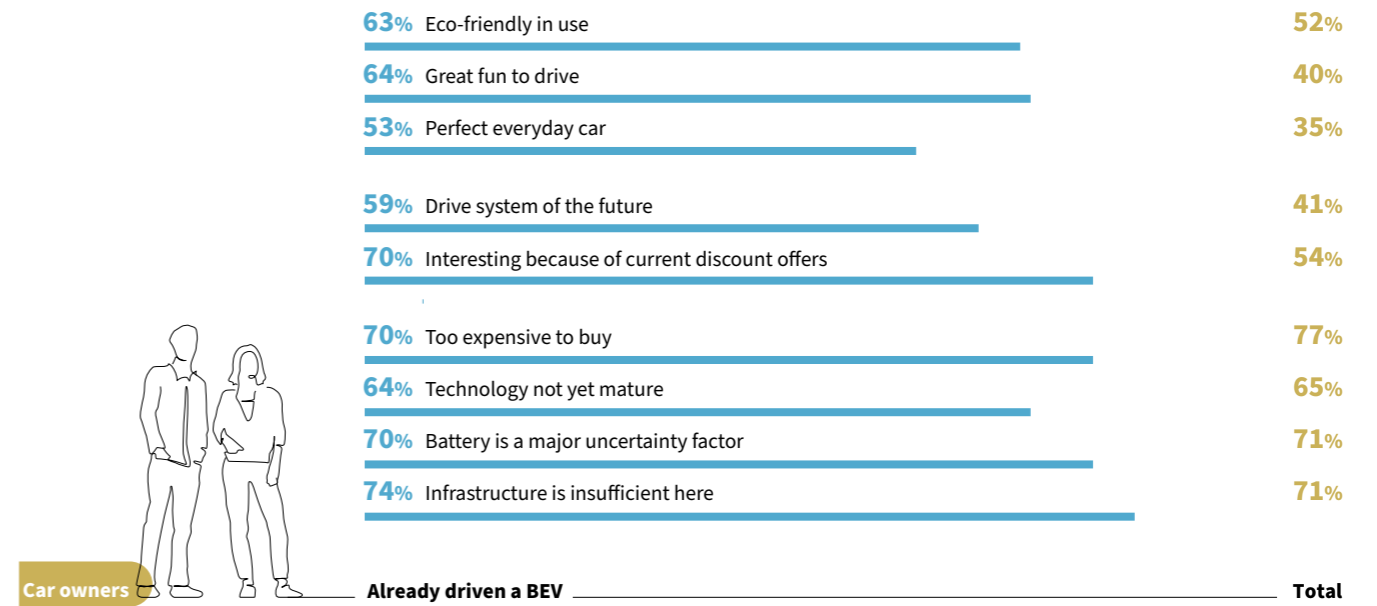 63% Eco-friendly in use 52%
64% Great fun to drive 40%
53% Perfect everyday car 35%
59% Drive system of the future 41%
70% Interesting because of current discount offers 54%
70% Too expensive to buy 77%
64% Technology not yet mature 65%
70% Battery is a major uncertainty factor 71%
74% Infrastructure is insufficient here 71%
Car owners Already driven a BEV Total